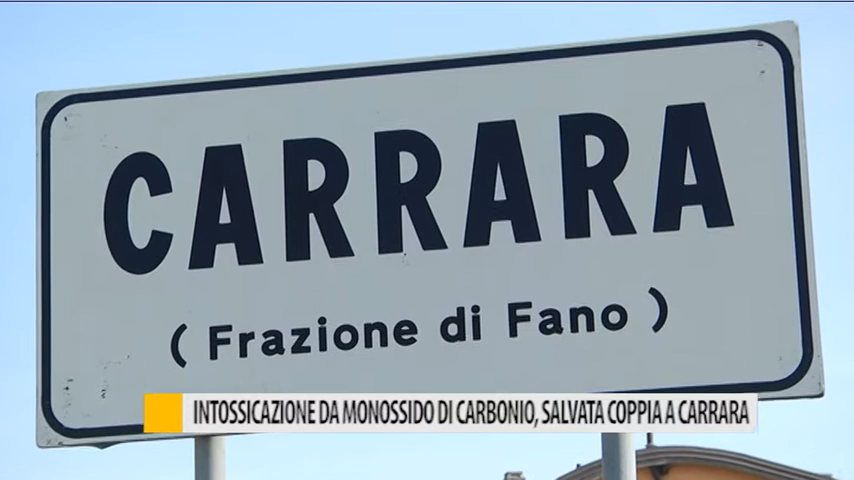 CARRARA
( Frazione di Fano )
INTOSSICAZIONE DA MONOSSIDO DI CARBONIO, SALVATA COPPIA A CARRARA